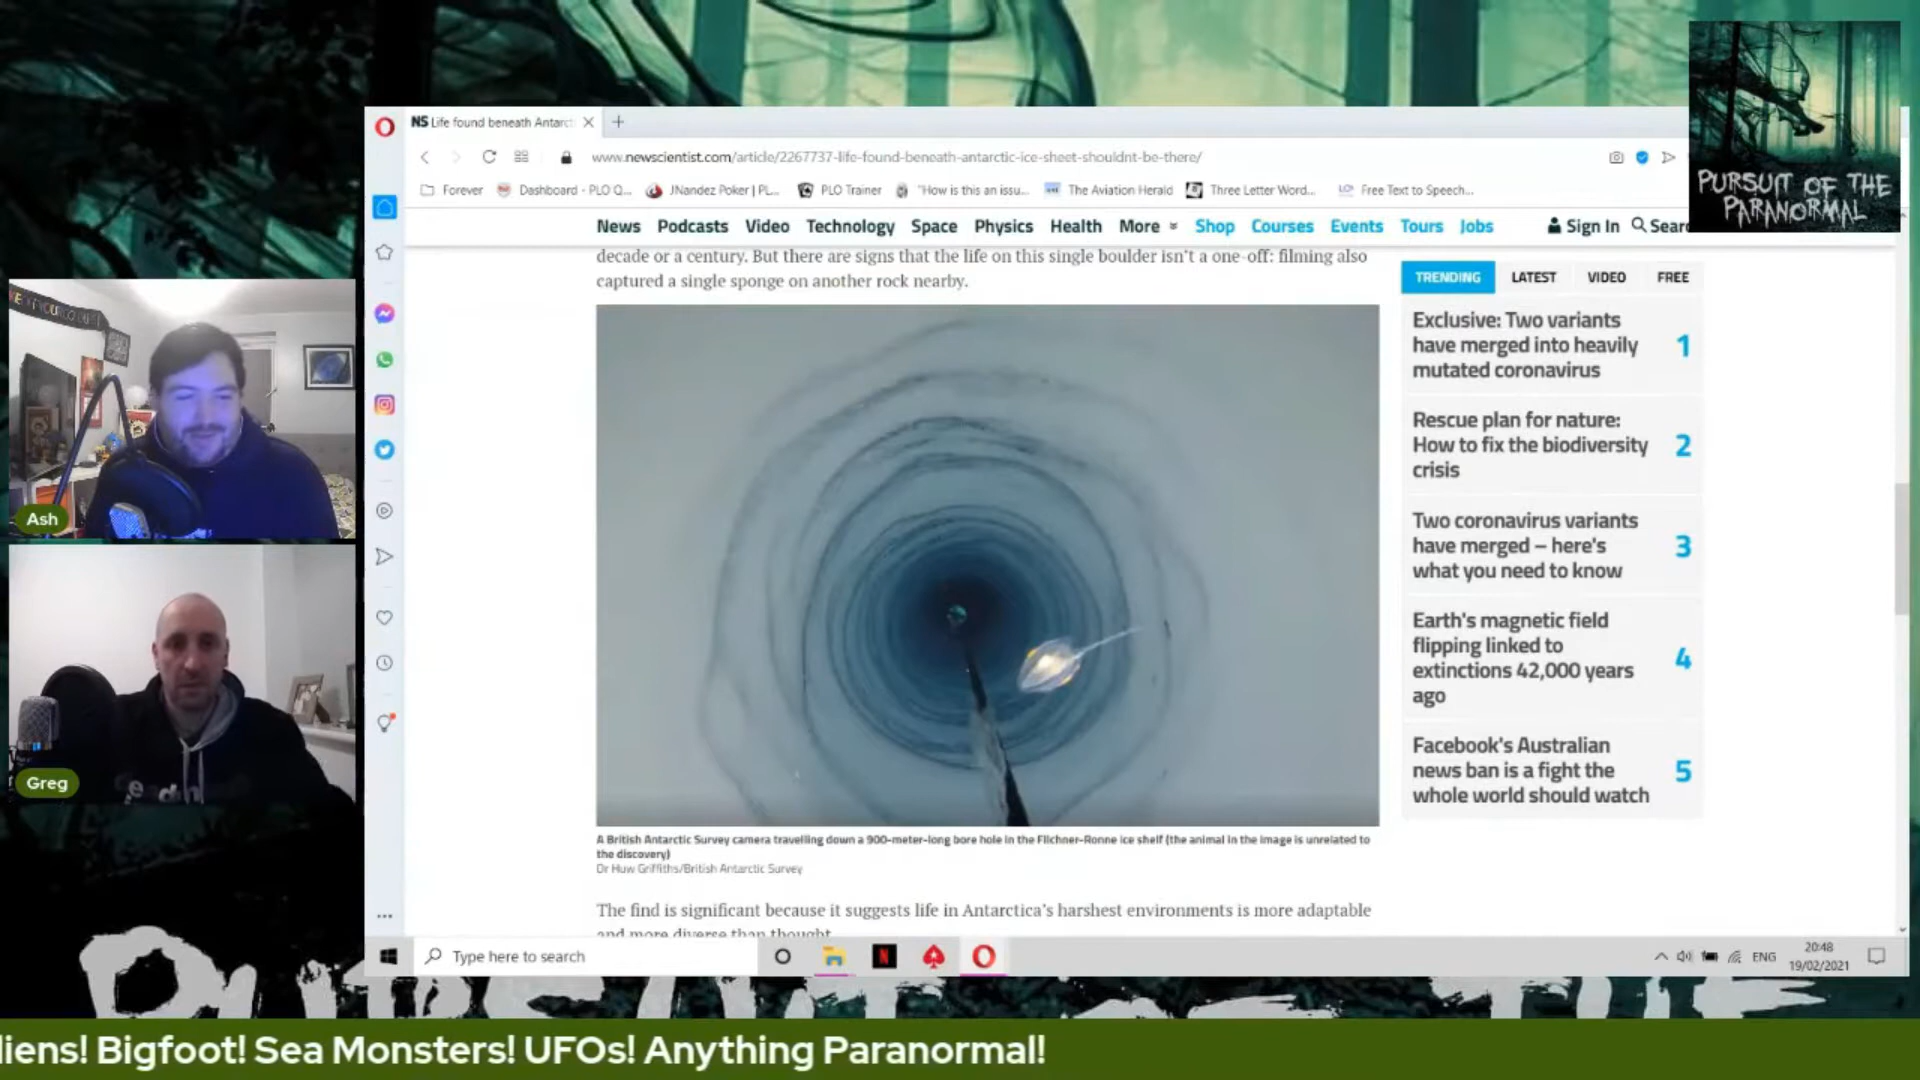 PURSUIT OF THE
PARANORMAL
NS Life found beneath Antarct
www.newscientist.com/article/2267737-life-found-beneath-antarctic-ice-sheet-shouldnt-be-there/
Forever
Dashboard - PLO Q...
JNandez Poker | PL...
PLO Trainer
"How is this an issu...
The Aviation Herald
Three Letter Word...
Free Text to Speech...
News Podcasts Video Technology Space Physics Health More Shop Courses Events Tours Jobs
Sign In
Searc
decade or a century. But there are signs that the life on this single boulder isn't a one-off: filming also
captured a single sponge on another rock nearby.
TRENDING LATEST VIDEO FREE
Exclusive: Two variants
have merged into heavily
mutated coronavirus
1
Rescue plan for nature:
How to fix the biodiversity
crisis
2
Two coronavirus variants
have merged – here's
what you need to know
3
Earth's magnetic field
flipping linked to
extinctions 42,000 years
ago
4
Facebook's Australian
news ban is a fight the
whole world should watch
5
A British Antarctic Survey camera travelling down a 900-meter-long bore hole in the Filchner-Ronne ice shelf (the animal in the image is unrelated to
the discovery)
Dr Huw Griffiths/British Antarctic Survey
The find is significant because it suggests life in Antarctica's harshest environments is more adaptable
and more diverse than thought
Ash
Greg
Type here to search
ENG
20:48
19/02/2021
liens! Bigfoot! Sea Monsters! UFOs! Anything Paranormal!